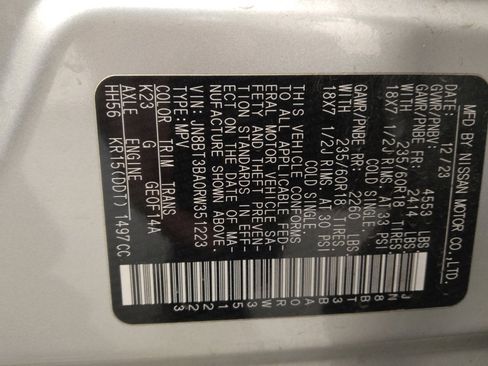 MFD BY NISSAN MOTOR CO.,LTD.
12/23
GVWR/PNBV: 4553 LBS.
GAWR/PNBE FR: 2414 LBS.
WITH 235/60R18 TIRES
18X7 1/2J RIMS, AT 33 PSI
COLD SINGLE.
GAWR/PNBE RR: 2260 LBS.
WITH 235/60R18 TIRES
18X7 1/2J RIMS, AT 30 PSI
COLD SINGLE.
THIS VEHICLE CONFORMS
TO ALL APPLICABLE FED-
ERAL MOTOR VEHICLE SA-
FETY AND THEFT PREVEN-
TION STANDARDS IN EFF-
ECT ON THE DATE OF MA-
NUFACTURE SHOWN ABOVE.
VIN:JN8BT3BA0RW351223
TYPE:MPV
COLOR TRIM TRANS
K23 G GE0F14A
AXLE ENGINE
HH56 KR15(DDT)1497CC
JN8BT3BA0RW351223